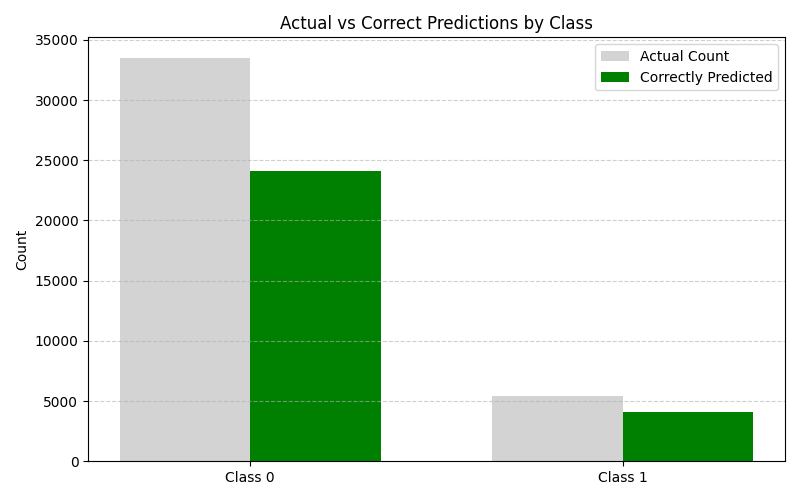 Actual vs Correct Predictions by Class
Actual Count
Correctly Predicted
35000
30000
25000
20000
15000
10000
5000
0
Count
Class 0
Class 1